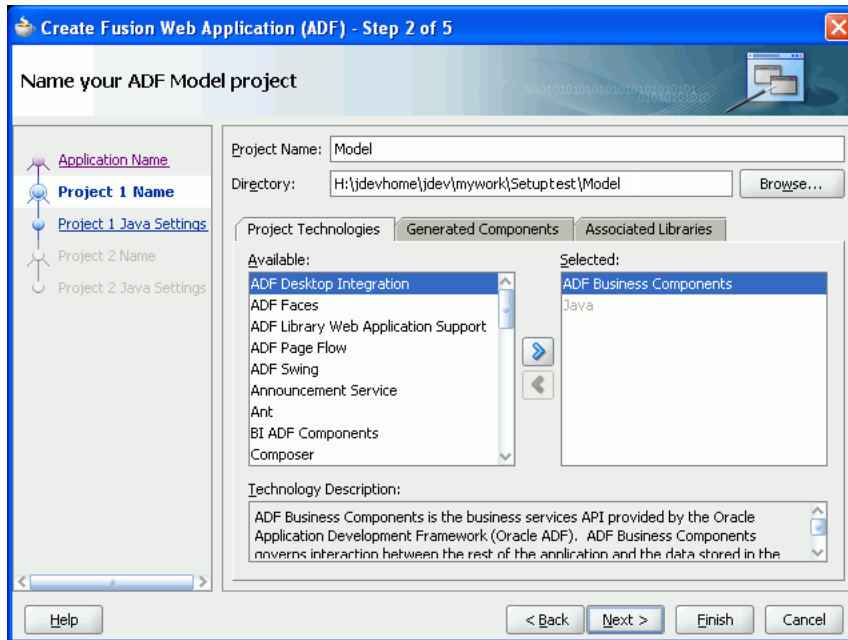 Create Fusion Web Application (ADF) - Step 2 of 5
Name your ADF Model project
Application Name
Project 1 Name
Project 1 Java Settings
Project 2 Name
Project 2 Java Settings
Project Name: Model
Directory: H:\jdevhome\jdev\mywork\Setuptest\Model Browse...
Project Technologies Generated Components Associated Libraries
Available:
ADF Desktop Integration
ADF Faces
ADF Library Web Application Support
ADF Page Flow
ADF Swing
Announcement Service
Ant
BI ADF Components
Composer
Selected:
ADF Business Components
Java
Technology Description:
ADF Business Components is the business services API provided by the Oracle
Application Development Framework (Oracle ADF). ADF Business Components
governs interaction between the rest of the application and the data stored in the
Help < Back Next > Finish Cancel